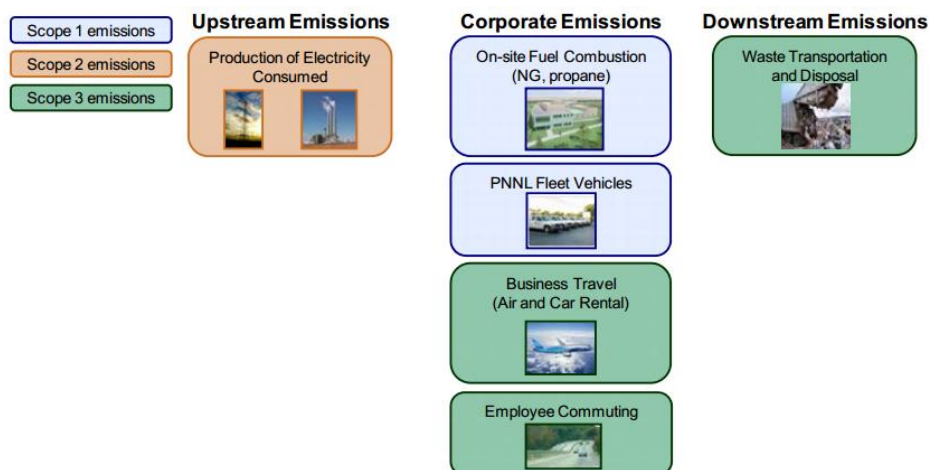 Scope 1 emissions
Scope 2 emissions
Scope 3 emissions
Upstream Emissions
Production of Electricity
Consumed
Corporate Emissions
On-site Fuel Combustion
(NG, propane)
PNNL Fleet Vehicles
Business Travel
(Air and Car Rental)
Employee Commuting
Downstream Emissions
Waste Transportation
and Disposal